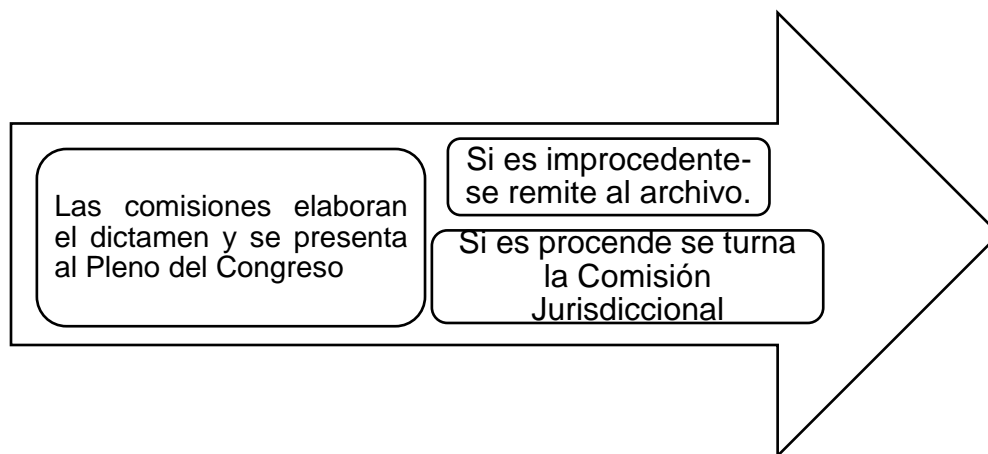 Las comisiones elaboran
el dictamen y se presenta
al Pleno del Congreso
Si es improcedente-
se remite al archivo.
Si es procende se turna
la Comisión
Jurisdiccional